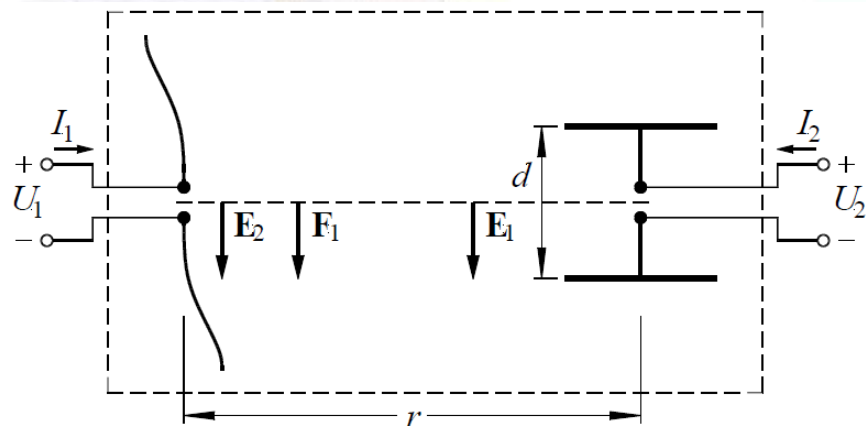 I₁
I₂
+
+
d
U₁
U₂
E₂
F₁
E₁
−
−
r